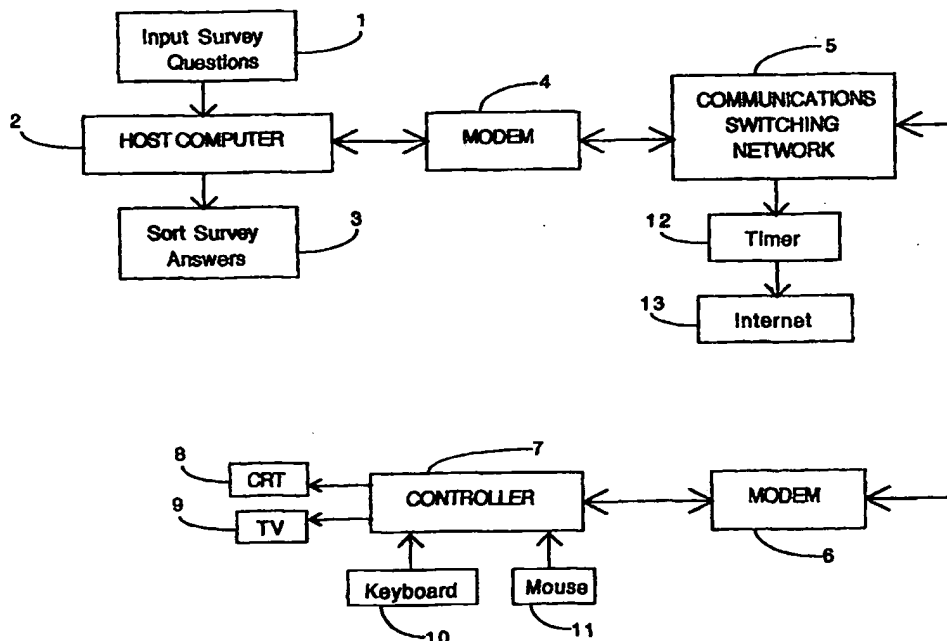 1
Input Survey
Questions
2
HOST COMPUTER
4
MODEM
5
COMMUNICATIONS
SWITCHING
NETWORK
3
Sort Survey
Answers
12
Timer
13
Internet
8
CRT
9
TV
7
CONTROLLER
MODEM
6
Keyboard
10
Mouse
11